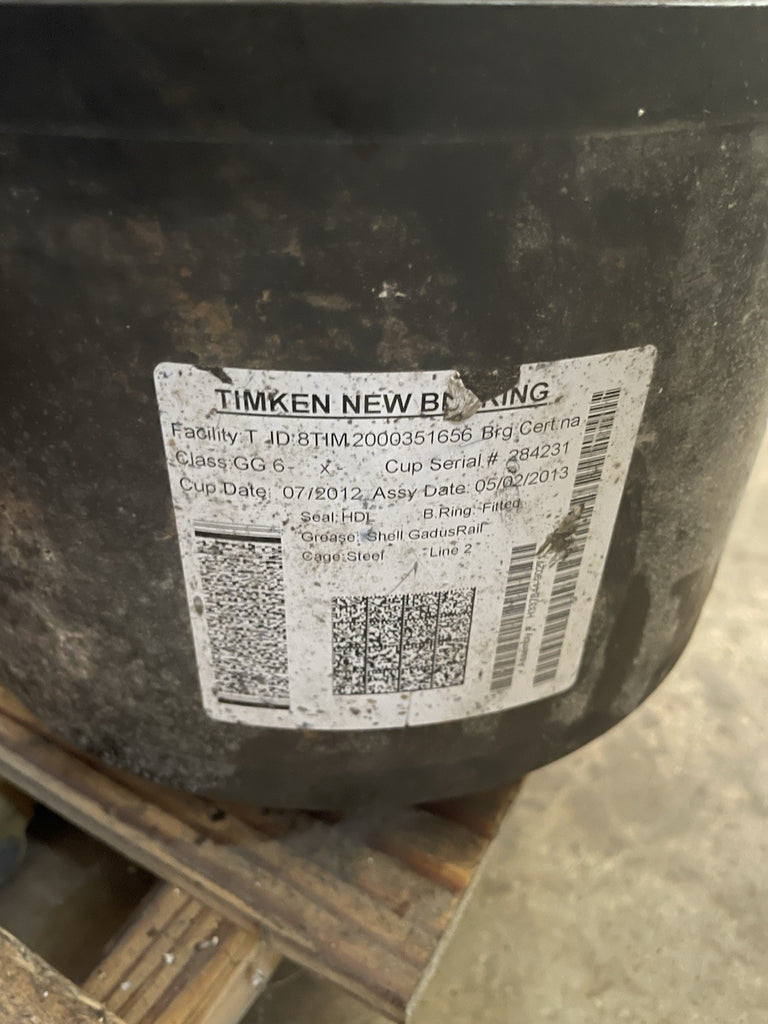 TIMKEN NEW B RING
Facility:T ID:8TIM2000351656 Brg.Cert:na
Class:GG 6- X- Cup Serial.# 284231
Cup Date: 07/2012 Assy Date: 05/02/2013
Seal: HDL B.Ring: Fitted
Grease: Shell GadusRail
Cage:Steel Line 2